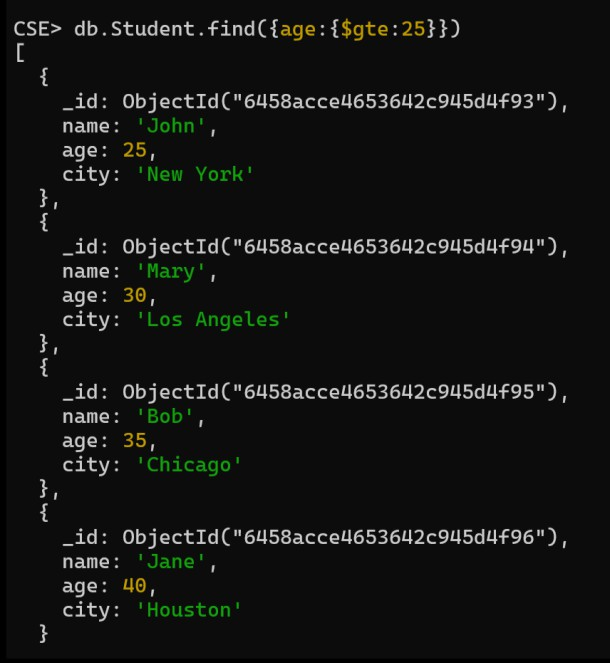 CSE> db.Student.find({age:{$gte:25}})
[
  {
    _id: ObjectId("6458acce4653642c945d4f93"),
    name: 'John',
    age: 25,
    city: 'New York'
  },
  {
    _id: ObjectId("6458acce4653642c945d4f94"),
    name: 'Mary',
    age: 30,
    city: 'Los Angeles'
  },
  {
    _id: ObjectId("6458acce4653642c945d4f95"),
    name: 'Bob',
    age: 35,
    city: 'Chicago'
  },
  {
    _id: ObjectId("6458acce4653642c945d4f96"),
    name: 'Jane',
    age: 40,
    city: 'Houston'
  }